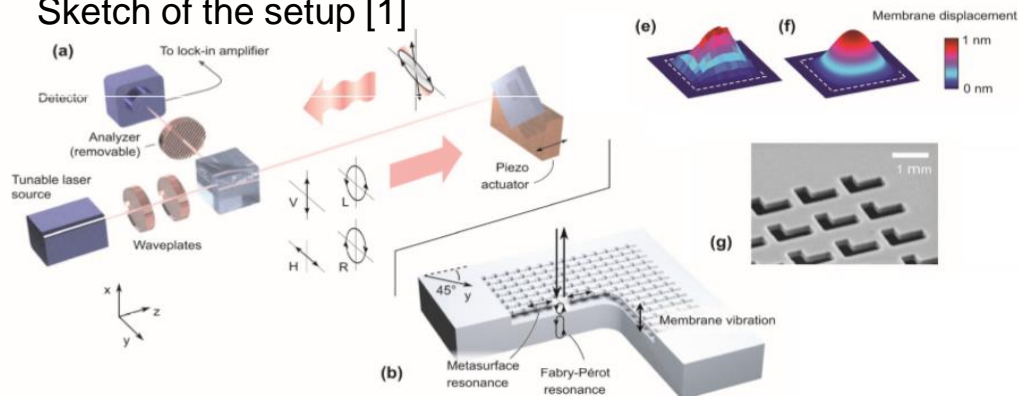 Sketch of the setup [1]
(a)
To lock-in amplifier
Detector
Analyzer
(removable)
Tunable laser
source
Waveplates
V
L
H
R
Piezo
actuator
x
z
y
(e)
(f)
Membrane displacement
1 nm
0 nm
1 mm
(g)
45°
y
Membrane vibration
(b)
Metasurface
resonance
Fabry-Pérot
resonance